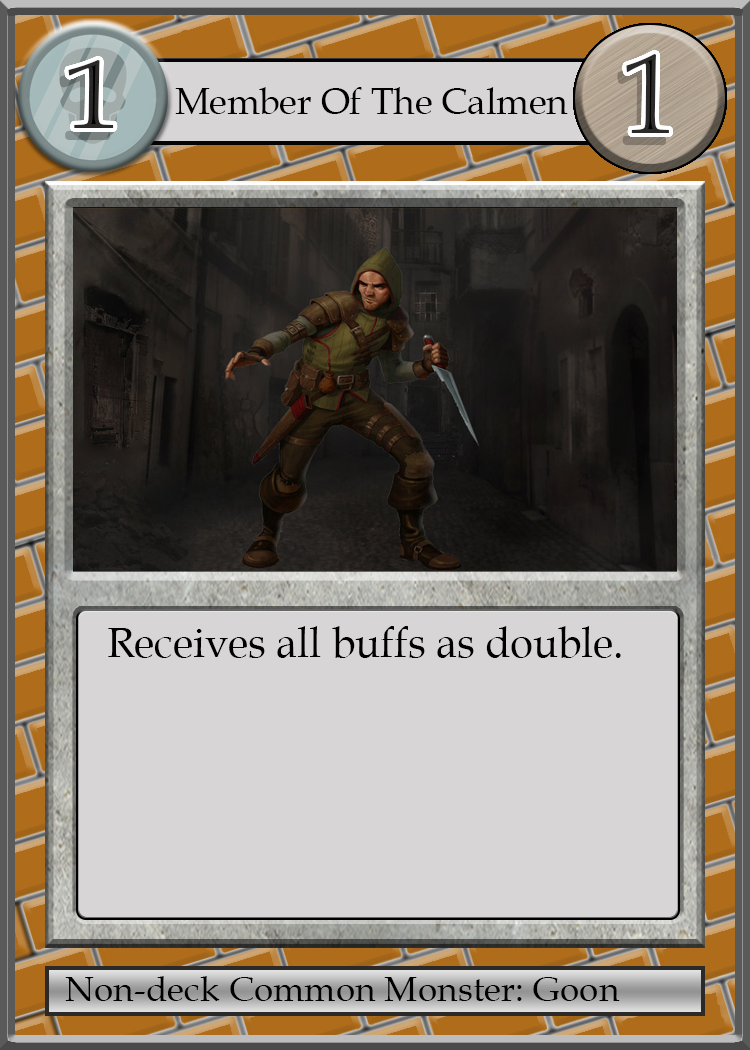 1
Member Of The Calmen
1
Receives all buffs as double.
Non-deck Common Monster: Goon